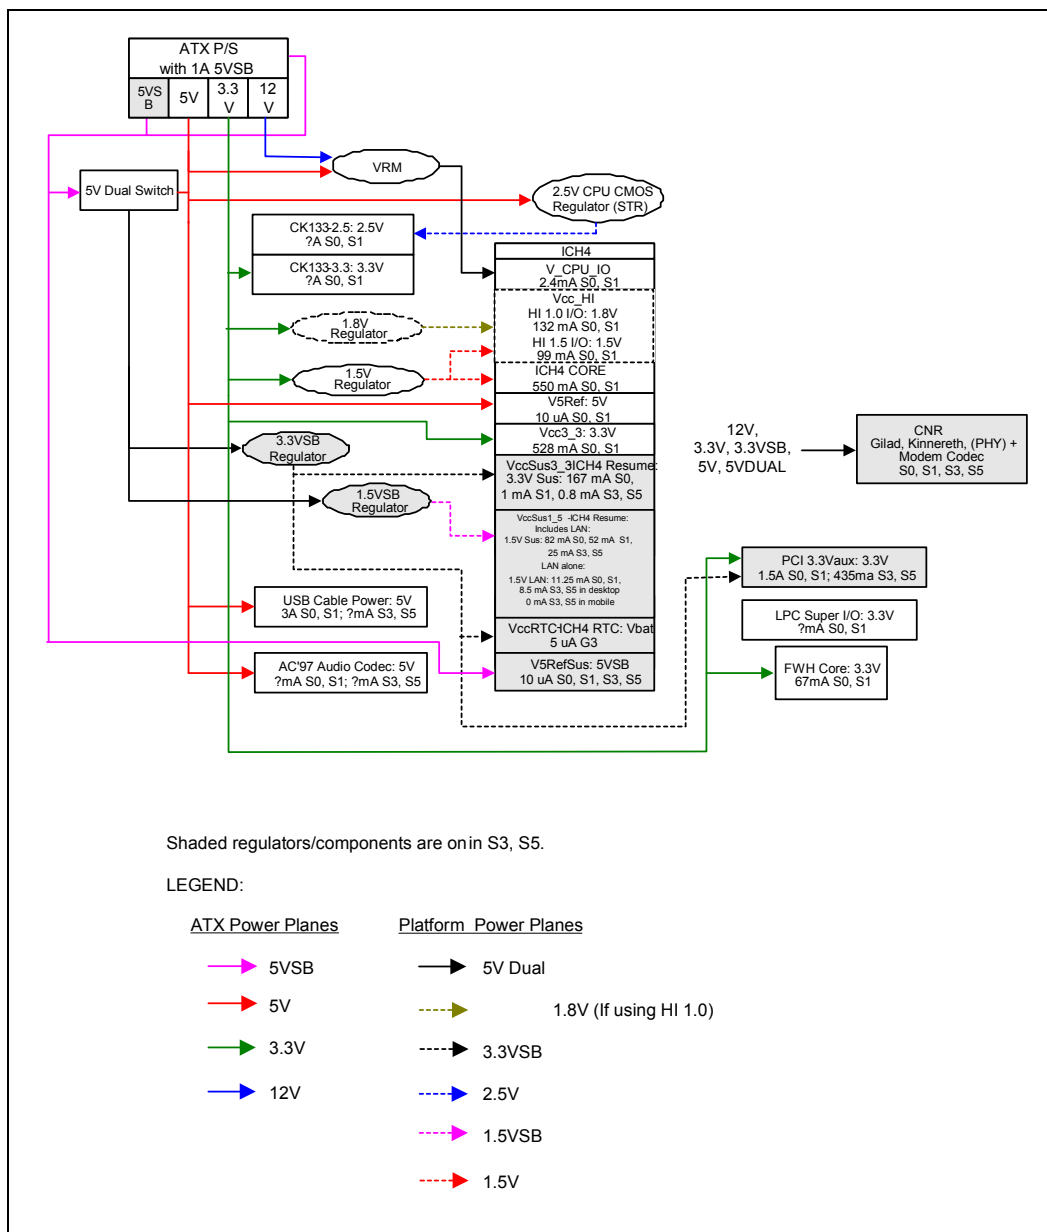 ATX P/S
with 1A 5VSB
5VS
B
5V
3.3
V
12
V
VRM
5V Dual Switch
2.5V CPU CMOS
Regulator (STR)
CK133-2.5: 2.5V
?A S0, S1
CK133-3.3: 3.3V
?A S0, S1
ICH4
V_CPU_IO
2.4mA S0, S1
Vcc_HI
HI 1.0 I/O: 1.8V
132 mA S0, S1
HI 1.5 I/O: 1.5V
99 mA S0, S1
1.8V
Regulator
1.5V
Regulator
ICH4 CORE
550 mA S0, S1
V5Ref: 5V
10 uA S0, S1
Vcc3_3: 3.3V
528 mA S0, S1
3.3VSB
Regulator
VccSus3_3ICH4 Resume:
3.3V Sus: 167 mA S0,
1 mA S1, 0.8 mA S3, S5
1.5VSB
Regulator
VccSus1_5 -ICH4 Resume:
Includes LAN:
1.5V Sus: 82 mA S0, 52 mA S1,
25 mA S3, S5
LAN alone:
1.5V LAN: 11.25 mA S0, S1,
8.5 mA S3, S5 in desktop
0 mA S3, S5 in mobile
VccRTCICH4 RTC: Vbat
5 uA G3
V5RefSus: 5VSB
10 uA S0, S1, S3, S5
USB Cable Power: 5V
3A S0, S1; ?mA S3, S5
AC'97 Audio Codec: 5V
?mA S0, S1; ?mA S3, S5
12V,
3.3V, 3.3VSB,
5V, 5VDUAL
CNR
Gilad, Kinnereth, (PHY) +
Modem Codec
S0, S1, S3, S5
PCI 3.3Vaux: 3.3V
1.5A S0, S1; 435ma S3, S5
LPC Super I/O: 3.3V
?mA S0, S1
FWH Core: 3.3V
67mA S0, S1
Shaded regulators/components are on in S3, S5.
LEGEND:
ATX Power Planes
5VSB
5V
3.3V
12V
Platform Power Planes
5V Dual
1.8V (If using HI 1.0)
3.3VSB
2.5V
1.5VSB
1.5V